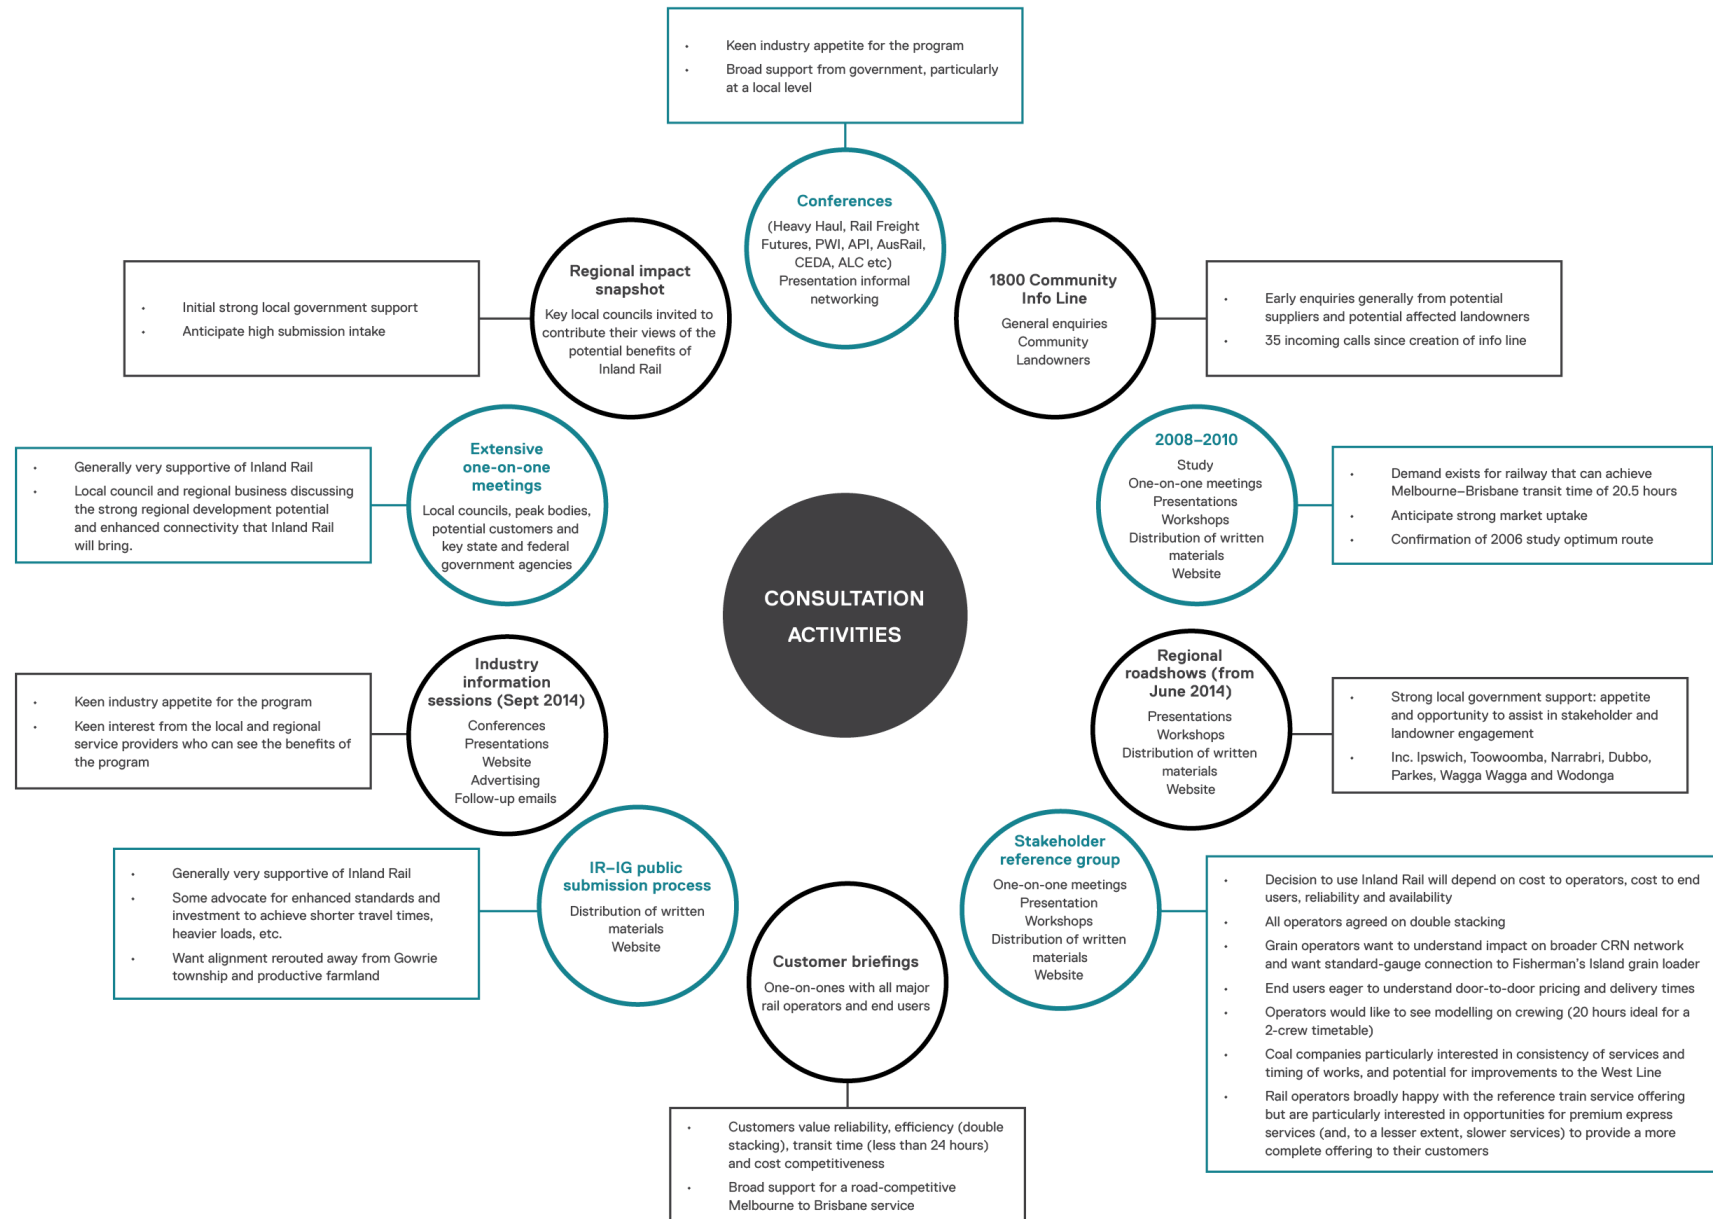 • Keen industry appetite for the program
• Broad support from government, particularly
at a local level
Conferences
(Heavy Haul, Rail Freight
Futures, PWI, API, AusRail,
CEDA, ALC etc)
Presentation informal
networking
Regional impact
snapshot
Key local councils invited to
contribute their views of the
potential benefits of
Inland Rail
• Initial strong local government support
• Anticipate high submission intake
1800 Community
Info Line
General enquiries
Community
Landowners
• Early enquiries generally from potential
suppliers and potential affected landowners
• 35 incoming calls since creation of info line
Extensive
one-on-one
meetings
Local councils, peak bodies,
potential customers and
key state and federal
government agencies
• Generally very supportive of Inland Rail
• Local council and regional business discussing
the strong regional development potential
and enhanced connectivity that Inland Rail
will bring.
2008–2010
Study
One-on-one meetings
Presentations
Workshops
Distribution of written
materials
Website
• Demand exists for railway that can achieve
Melbourne–Brisbane transit time of 20.5 hours
• Anticipate strong market uptake
• Confirmation of 2006 study optimum route
CONSULTATION
ACTIVITIES
Industry
information
sessions (Sept 2014)
Conferences
Presentations
Website
Advertising
Follow-up emails
• Keen industry appetite for the program
• Keen interest from the local and regional
service providers who can see the benefits of
the program
Regional
roadshows (from
June 2014)
Presentations
Workshops
Distribution of written
materials
Website
• Strong local government support: appetite
and opportunity to assist in stakeholder and
landowner engagement
• Inc. Ipswich, Toowoomba, Narrabri, Dubbo,
Parkes, Wagga Wagga and Wodonga
IR–IG public
submission process
Distribution of written
materials
Website
• Generally very supportive of Inland Rail
• Some advocate for enhanced standards and
investment to achieve shorter travel times,
heavier loads, etc.
• Want alignment rerouted away from Gowrie
township and productive farmland
Stakeholder
reference group
One-on-one meetings
Presentation
Workshops
Distribution of written
materials
Website
• Decision to use Inland Rail will depend on cost to operators, cost to end
users, reliability and availability
• All operators agreed on double stacking
• Grain operators want to understand impact on broader CRN network
and want standard-gauge connection to Fisherman's Island grain loader
• End users eager to understand door-to-door pricing and delivery times
• Operators would like to see modelling on crewing (20 hours ideal for a
2-crew timetable)
• Coal companies particularly interested in consistency of services and
timing of works, and potential for improvements to the West Line
• Rail operators broadly happy with the reference train service offering
but are particularly interested in opportunities for premium express
services (and, to a lesser extent, slower services) to provide a more
complete offering to their customers
Customer briefings
One-on-ones with all major
rail operators and end users
• Customers value reliability, efficiency (double
stacking), transit time (less than 24 hours)
and cost competitiveness
• Broad support for a road-competitive
Melbourne to Brisbane service